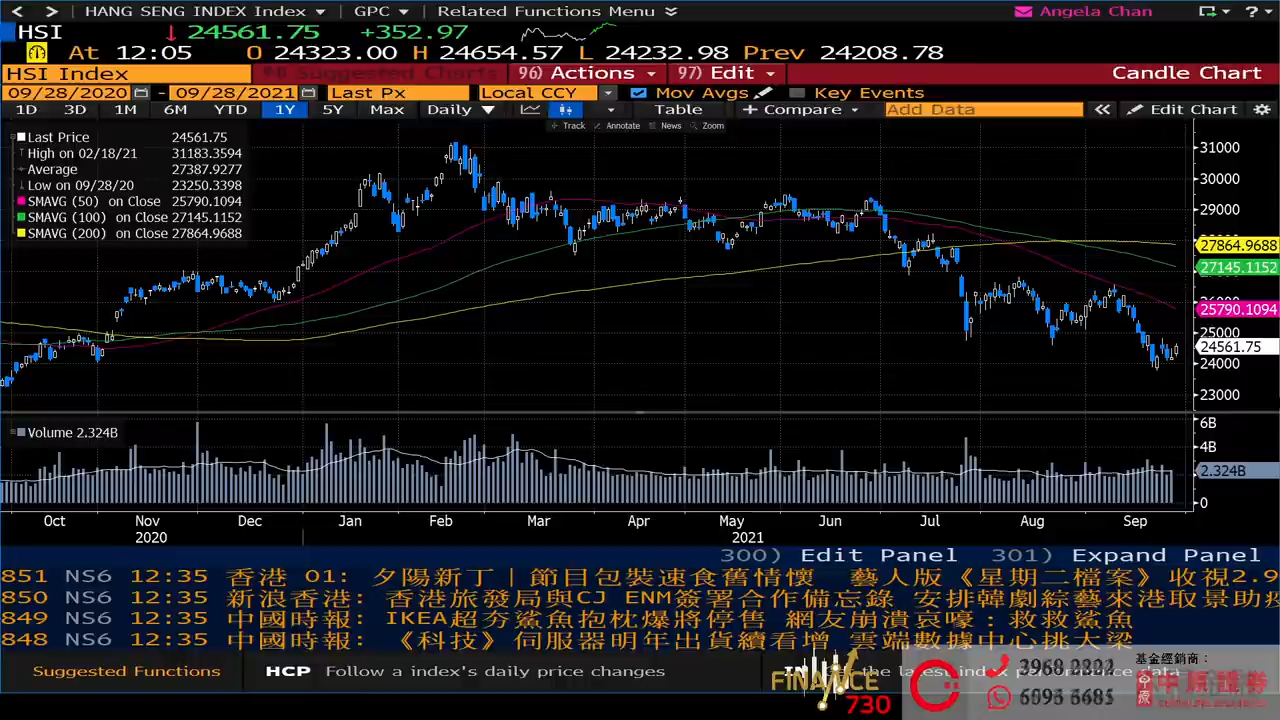 HANG SENG INDEX Index GPC Related Functions Menu Angela Chan
HSI 24561.75 +352.97
At 12:05 O 24323.00 H 24654.57 L 24232.98 Prev 24208.78
HSI Index 96) Actions 97) Edit Candle Chart
09/28/2020 - 09/28/2021 Last Px Local CCY Mov Avgs Key Events
1D 3D 1M 6M YTD 1Y 5Y Max Daily Table + Compare Add Data Edit Chart
Track Annotate News Zoom
Last Price 24561.75
High on 02/18/21 31183.3594
Average 27387.9277
Low on 09/28/20 23250.3398
SMAVG (50) on Close 25790.1094
SMAVG (100) on Close 27145.1152
SMAVG (200) on Close 27864.9688
31000
30000
29000
27864.9688
27145.1152
26000
25790.1094
25000
24561.75
24000
23000
Volume 2.324B
6B
4B
2.324B
0
Oct Nov Dec Jan Feb Mar Apr May Jun Jul Aug Sep
2020 2021
300) Edit Panel 301) Expand Panel
851 NS6 12:35 香港 01: 夕陽新丁｜節目包裝速食舊情懷 藝人版《星期二檔案》收視2.9
850 NS6 12:35 新浪香港: 香港旅發局與CJ ENM簽署合作備忘錄 安排韓劇綜藝來港取景助疫
849 NS6 12:35 中國時報: IKEA超夯鯊魚抱枕爆將停售 網友崩潰哀嚎：救救鯊魚
848 NS6 12:35 中國時報: 《科技》伺服器明年出貨續看增 雲端數據中心挑大梁
Suggested Functions HCP Follow a index's daily price changes
FINANCE
730
基金經銷商：
中原證券